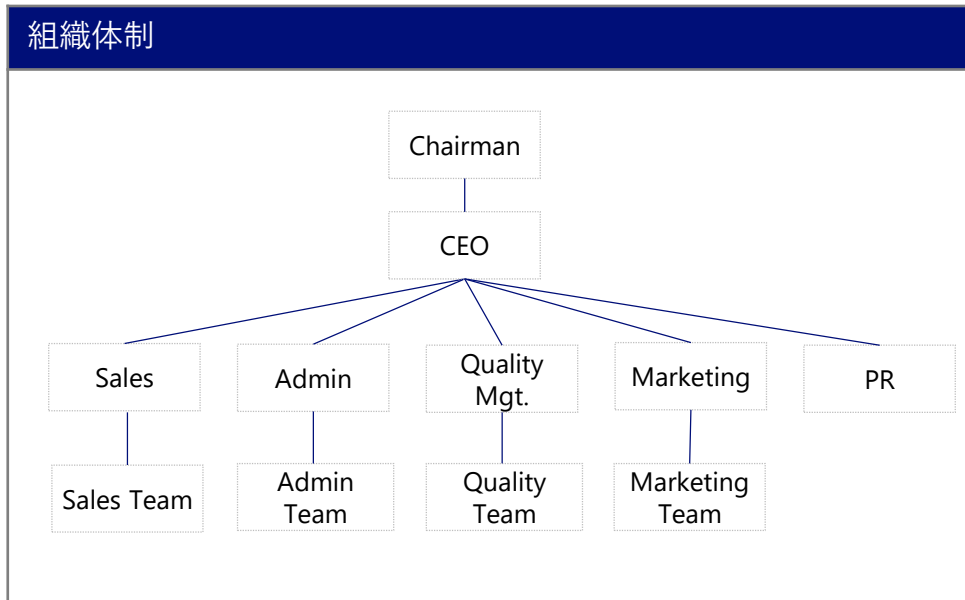 組織体制
Chairman
CEO
Sales
Admin
Quality
Mgt.
Marketing
PR
Sales Team
Admin
Team
Quality
Team
Marketing
Team